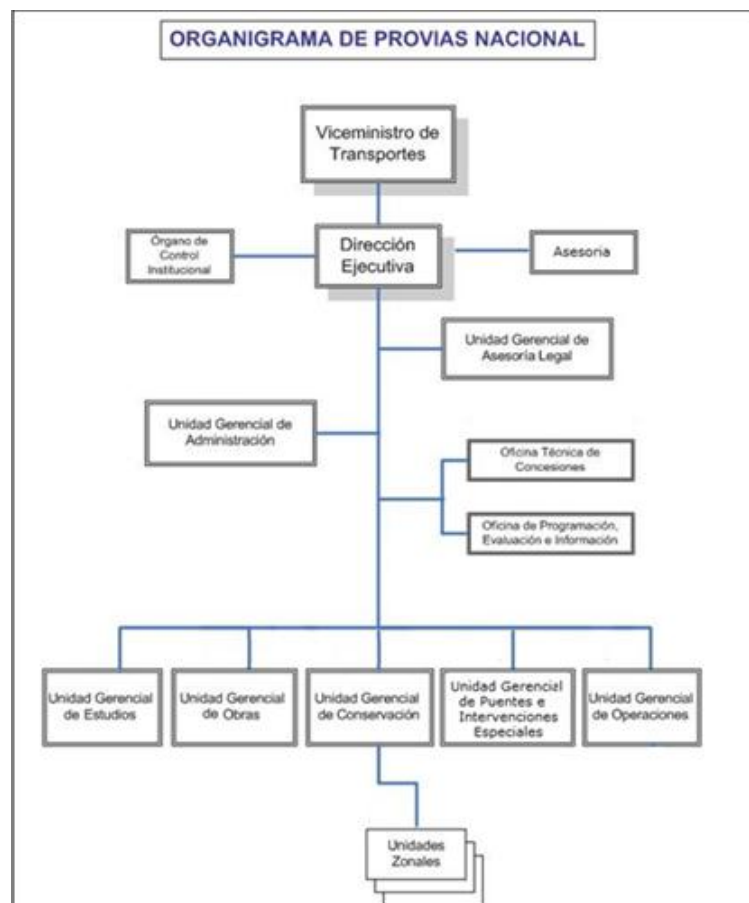 ORGANIGRAMA DE PROVIAS NACIONAL
Viceministro de
Transportes
Órgano de
Control
Institucional
Dirección
Ejecutiva
Asesoria
Unidad Gerencial de
Asesoría Legal
Unidad Gerencial de
Administración
Oficina Técnica de
Concesiones
Oficina de Programación,
Evaluación e Información
Unidad Gerencial
de Estudios
Unidad Gerencial
de Obras
Unidad Gerencial
de Conservación
Unidad Gerencial
de Puentes e
Intervenciones
Especiales
Unidad Gerencial
de Operaciones
Unidades
Zonales